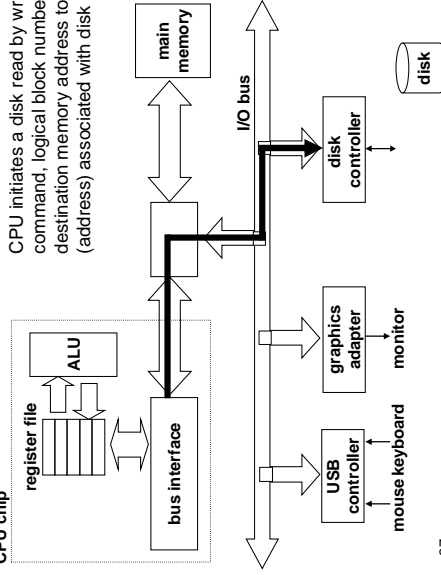 CPU initiates a disk read by wr
command, logical block numbe
destination memory address to
(address) associated with disk
CPU chip
register file
ALU
bus interface
main
memory
I/O bus
USB
controller
graphics
adapter
disk
controller
mouse keyboard
monitor
disk